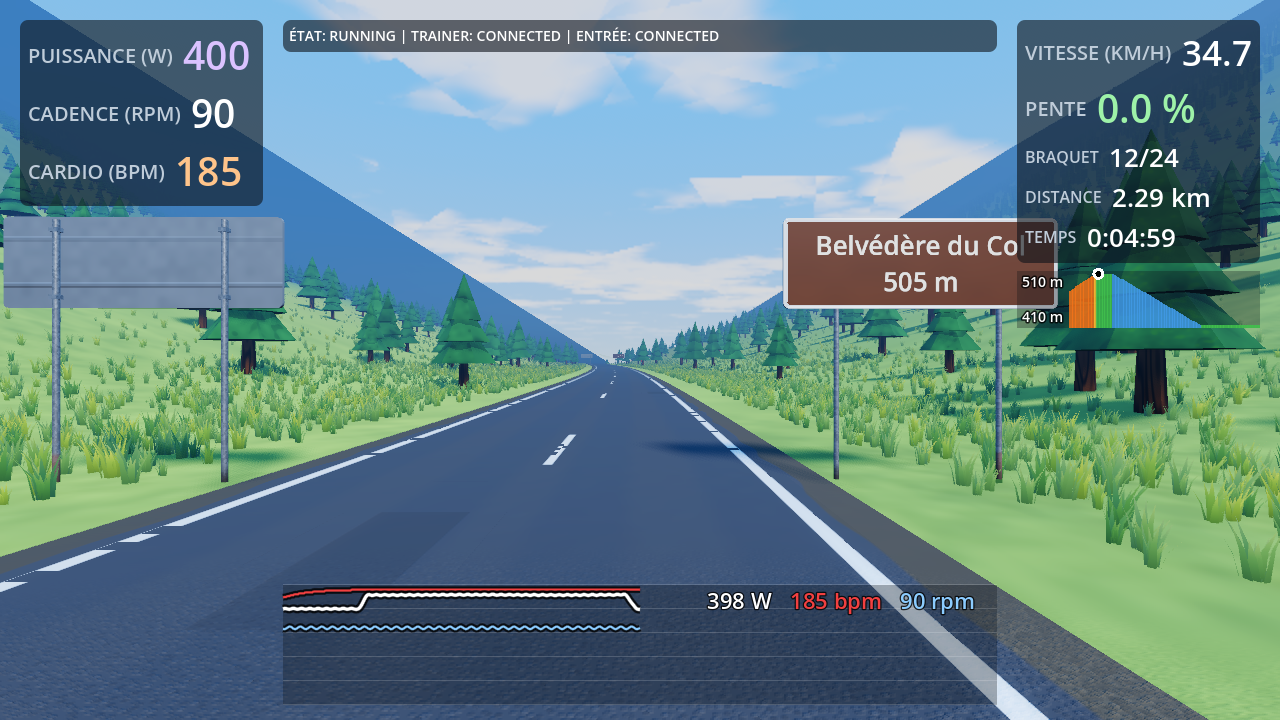 PUISSANCE (W) 400
CADENCE (RPM) 90
CARDIO (BPM) 185
ÉTAT: RUNNING | TRAINER: CONNECTED | ENTRÉE: CONNECTED
VITESSE (KM/H) 34.7
PENTE 0.0 %
BRAQUET 12/24
DISTANCE 2.29 km
TEMPS 0:04:59
Belvédère du Col
505 m
510 m
410 m
398 W 185 bpm 90 rpm